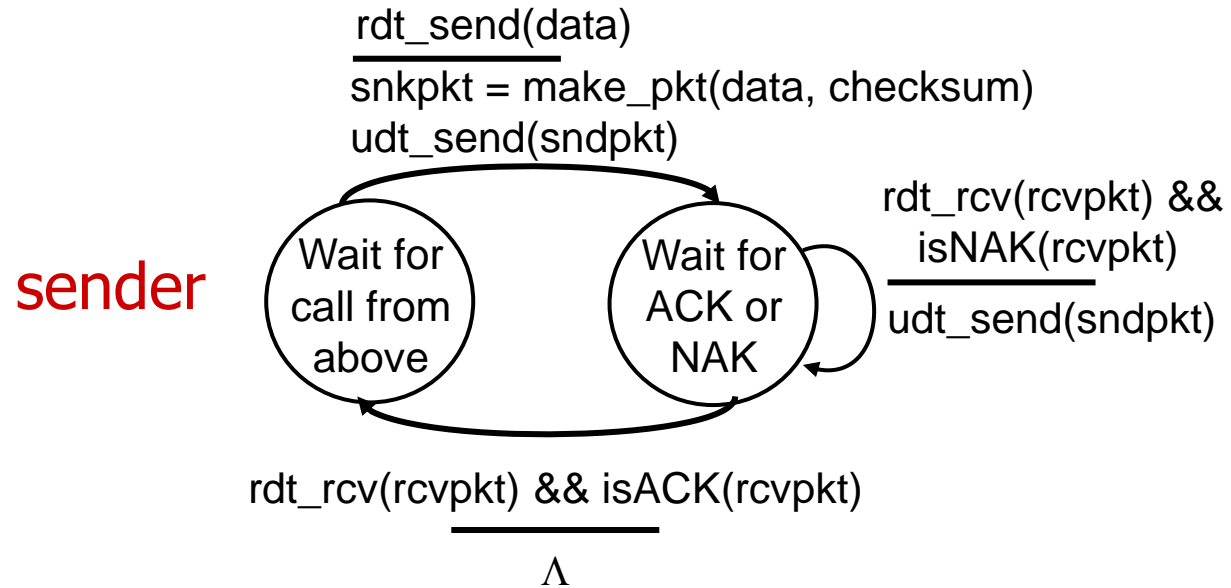 rdt_send(data)
snkpkt = make_pkt(data, checksum)
udt_send(sndpkt)
sender
Wait for
call from
above
Wait for
ACK or
NAK
rdt_rcv(rcvpkt) &&
isNAK(rcvpkt)
udt_send(sndpkt)
rdt_rcv(rcvpkt) && isACK(rcvpkt)
Λ